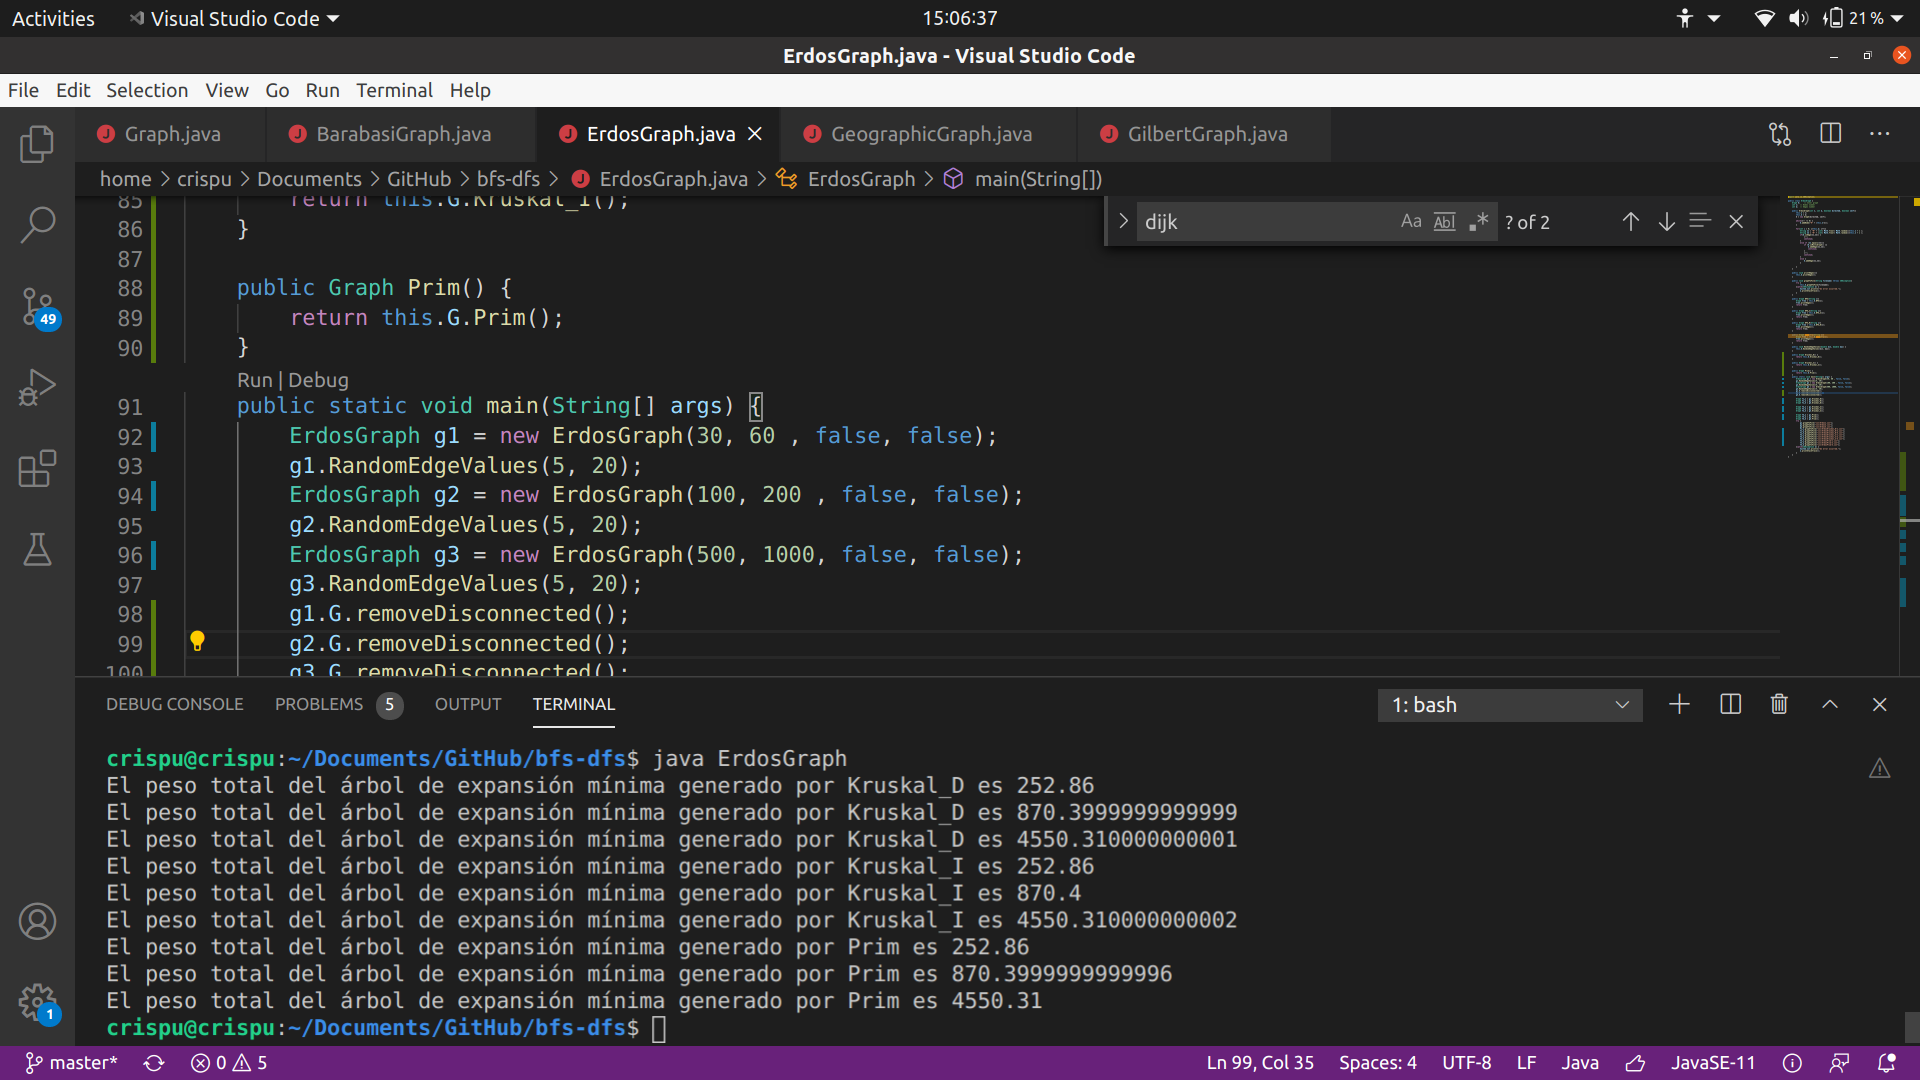 Activities
Visual Studio Code
15:06:37
21 %
ErdosGraph.java - Visual Studio Code
File Edit Selection View Go Run Terminal Help
Graph.java
BarabasiGraph.java
ErdosGraph.java
GeographicGraph.java
GilbertGraph.java
home > crispu > Documents > GitHub > bfs-dfs > ErdosGraph.java > ErdosGraph > main(String[])
dijk
Aa Abl .*
? of 2
85 return this.G.Kruskal_I();
86 }
87
88 public Graph Prim() {
89 return this.G.Prim();
90 }
Run | Debug
91 public static void main(String[] args) {
92 ErdosGraph g1 = new ErdosGraph(30, 60 , false, false);
93 g1.RandomEdgeValues(5, 20);
94 ErdosGraph g2 = new ErdosGraph(100, 200 , false, false);
95 g2.RandomEdgeValues(5, 20);
96 ErdosGraph g3 = new ErdosGraph(500, 1000, false, false);
97 g3.RandomEdgeValues(5, 20);
98 g1.G.removeDisconnected();
99 g2.G.removeDisconnected();
100 g3.G.removeDisconnected();
49
1
DEBUG CONSOLE
PROBLEMS 5
OUTPUT
TERMINAL
1: bash
crispu@crispu:~/Documents/GitHub/bfs-dfs$ java ErdosGraph
El peso total del árbol de expansión mínima generado por Kruskal_D es 252.86
El peso total del árbol de expansión mínima generado por Kruskal_D es 870.3999999999999
El peso total del árbol de expansión mínima generado por Kruskal_D es 4550.310000000001
El peso total del árbol de expansión mínima generado por Kruskal_I es 252.86
El peso total del árbol de expansión mínima generado por Kruskal_I es 870.4
El peso total del árbol de expansión mínima generado por Kruskal_I es 4550.310000000002
El peso total del árbol de expansión mínima generado por Prim es 252.86
El peso total del árbol de expansión mínima generado por Prim es 870.3999999999996
El peso total del árbol de expansión mínima generado por Prim es 4550.31
crispu@crispu:~/Documents/GitHub/bfs-dfs$
master*
0 5
Ln 99, Col 35
Spaces: 4
UTF-8
LF
Java
JavaSE-11